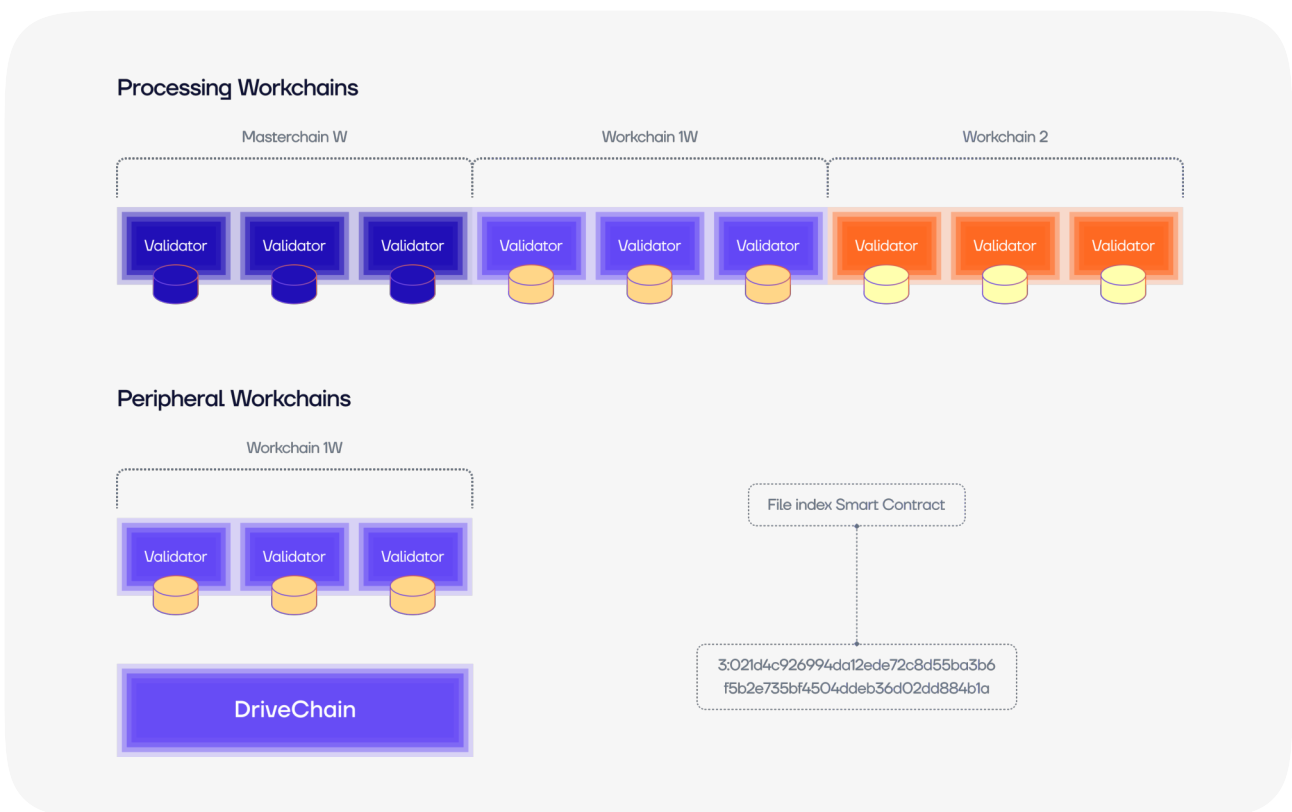 Processing Workchains
Masterchain W
Workchain 1W
Workchain 2
Validator
Validator
Validator
Validator
Validator
Validator
Validator
Validator
Validator
Peripheral Workchains
Workchain 1W
Validator
Validator
Validator
DriveChain
File index Smart Contract
3:021d4c926994da12ede72c8d55ba3b6
f5b2e735bf4504ddeb36d02dd884b1a